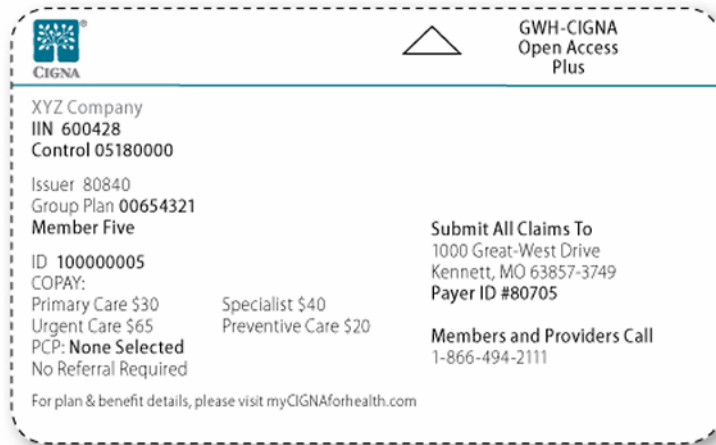 CIGNA
GWH-CIGNA
Open Access
Plus
XYZ Company
IIN 600428
Control 05180000
Issuer 80840
Group Plan 00654321
Member Five
ID 100000005
COPAY:
Primary Care $30 Specialist $40
Urgent Care $65 Preventive Care $20
PCP: None Selected
No Referral Required
Submit All Claims To
1000 Great-West Drive
Kennett, MO 63857-3749
Payer ID #80705
Members and Providers Call
1-866-494-2111
For plan & benefit details, please visit myCIGNAforhealth.com